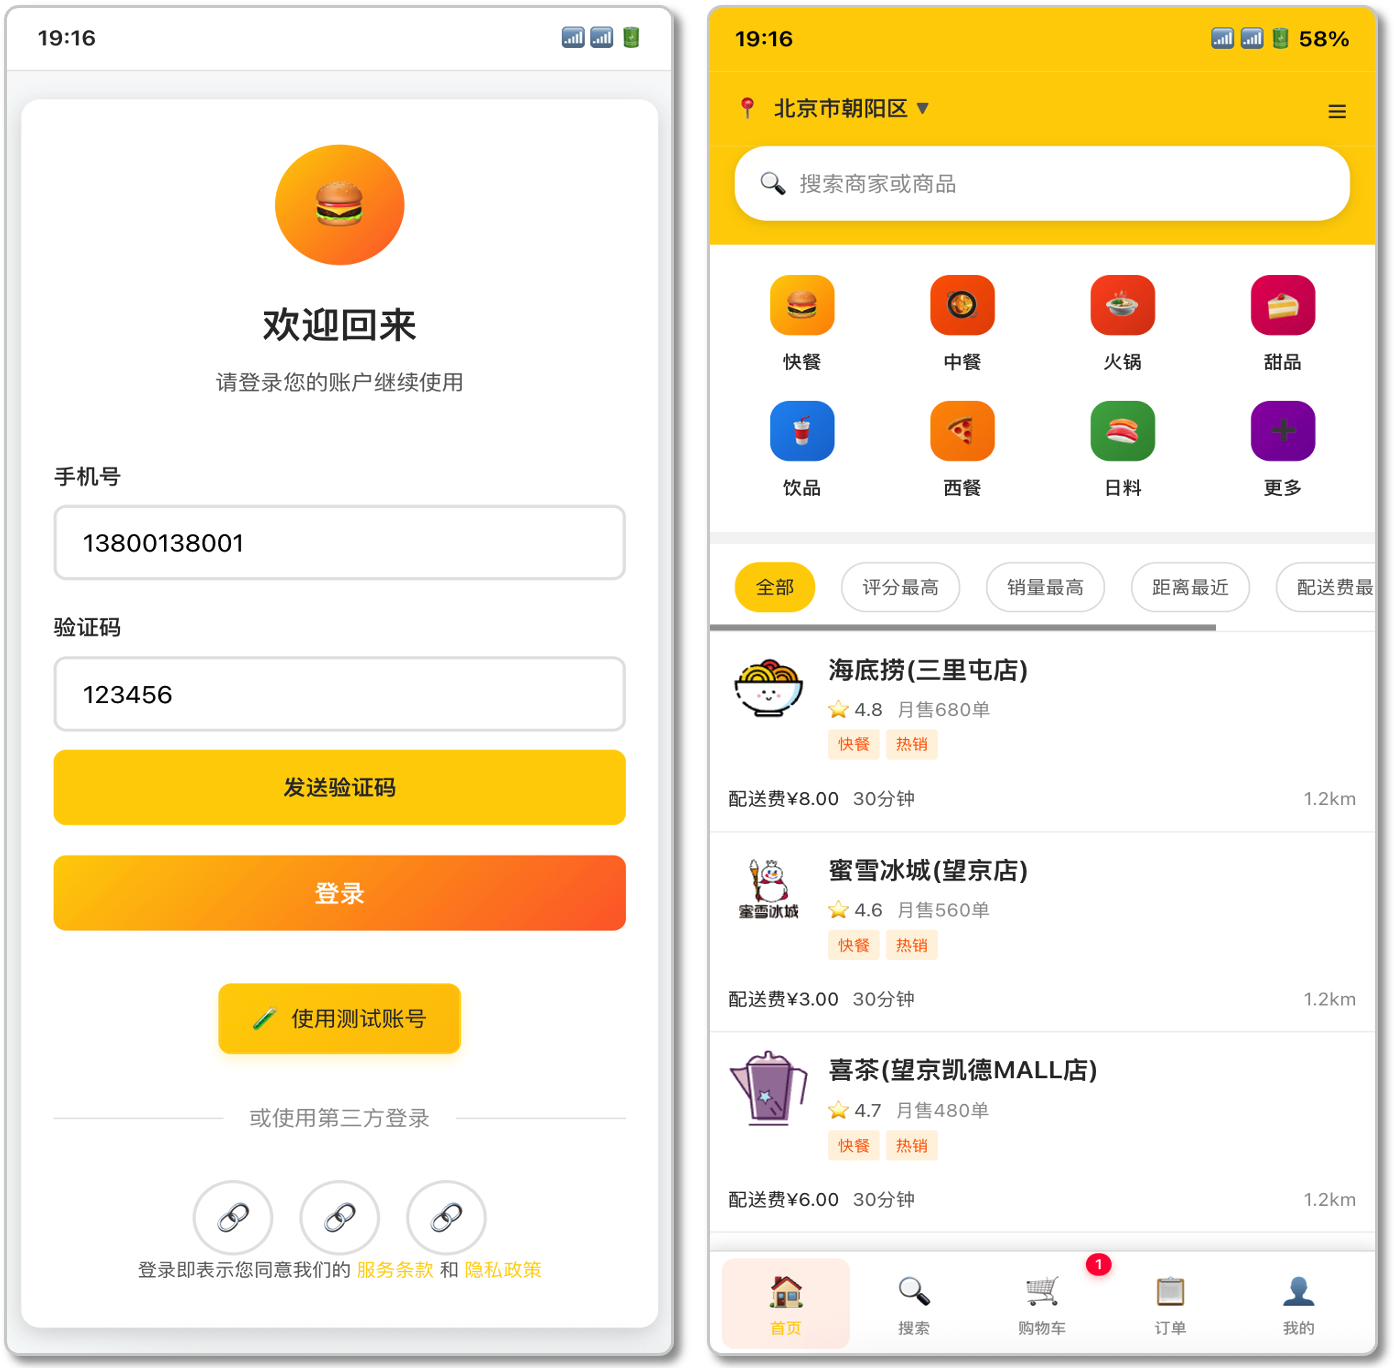 19:16
欢迎回来
请登录您的账户继续使用
手机号
13800138001
验证码
123456
发送验证码
登录
使用测试账号
或使用第三方登录
登录即表示您同意我们的 服务条款 和 隐私政策
19:16 58%
北京市朝阳区
搜索商家或商品
快餐 中餐 火锅 甜品
饮品 西餐 日料 更多
全部 评分最高 销量最高 距离最近 配送费最
海底捞(三里屯店)
4.8 月售680单
快餐 热销
配送费¥8.00 30分钟 1.2km
蜜雪冰城
蜜雪冰城(望京店)
4.6 月售560单
快餐 热销
配送费¥3.00 30分钟 1.2km
喜茶(望京凯德MALL店)
4.7 月售480单
快餐 热销
配送费¥6.00 30分钟 1.2km
1
首页 搜索 购物车 订单 我的